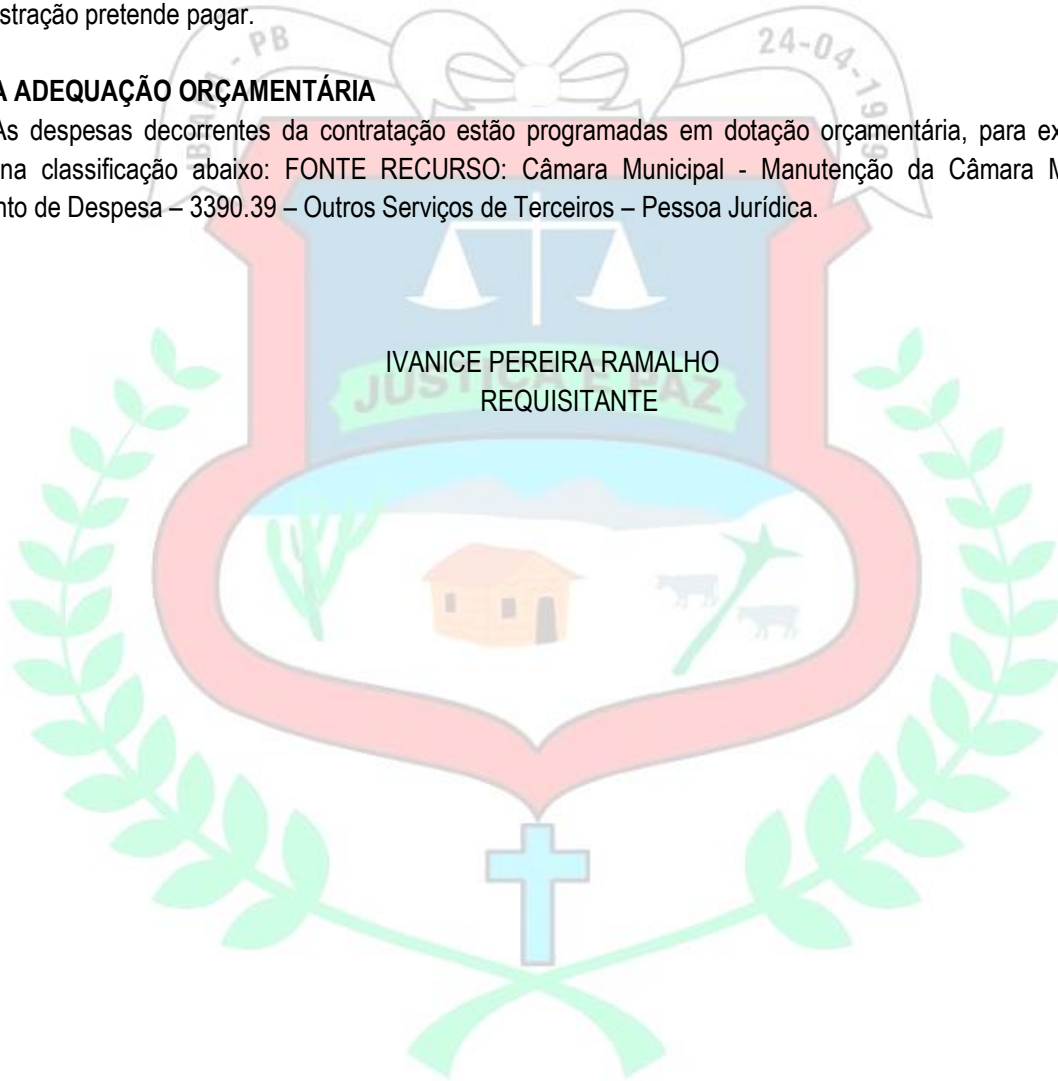 stração pretende pagar.
A ADEQUAÇÃO ORÇAMENTÁRIA
As despesas decorrentes da contratação estão programadas em dotação orçamentária, para ex
na classificação abaixo: FONTE RECURSO: Câmara Municipal - Manutenção da Câmara M
nto de Despesa – 3390.39 – Outros Serviços de Terceiros – Pessoa Jurídica.
IVANICE PEREIRA RAMALHO
REQUISITANTE
- PB
24-04-19
JUSTIÇA E PAZ